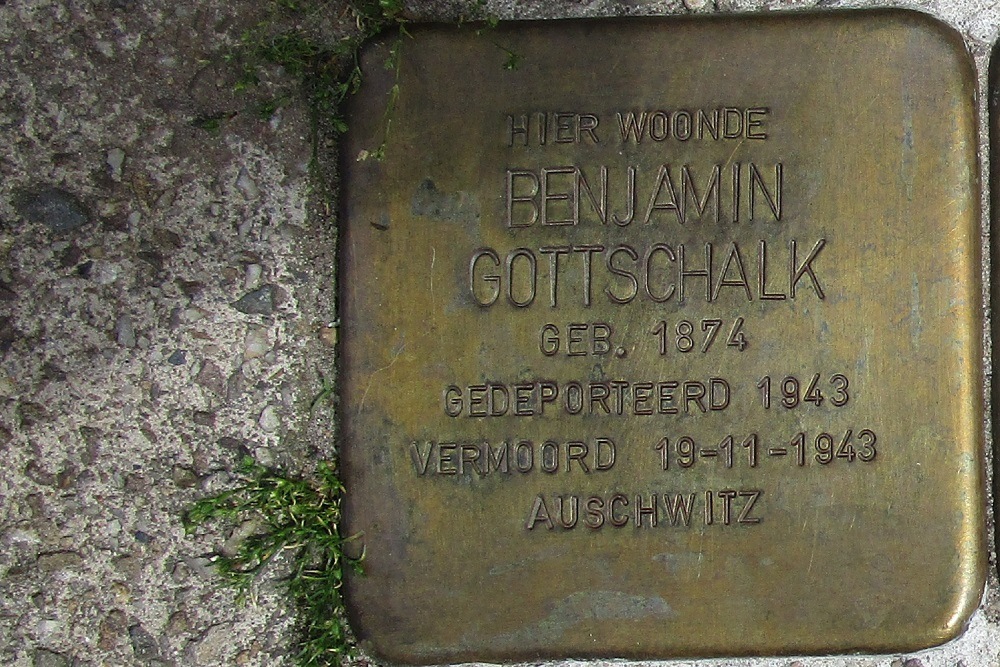 HIER WOONDE
BENJAMIN
GOTTSCHALK
GEB. 1874
GEDEPORTEERD 1943
VERMOORD 19-11-1943
AUSCHWITZ